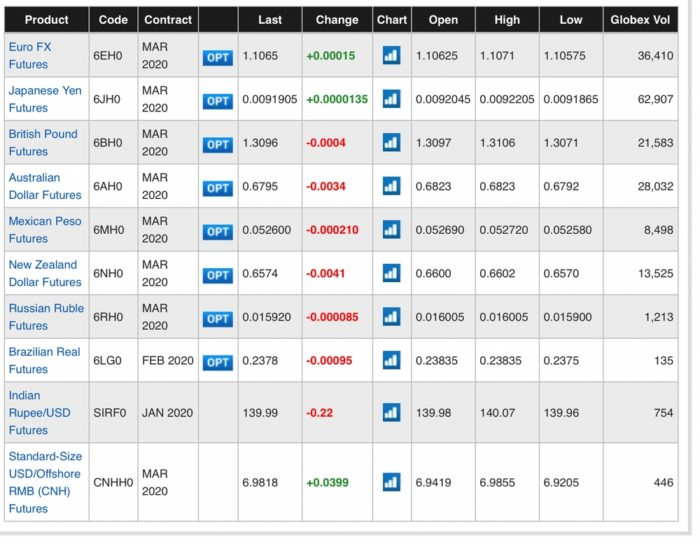 Product Code Contract Last Change Chart Open High Low Globex Vol
Euro FX
Futures
6EH0
MAR
2020
OPT
1.1065 +0.00015 1.10625 1.1071 1.10575 36,410
Japanese Yen
Futures
6JH0
MAR
2020
OPT
0.0091905 +0.0000135 0.0092045 0.0092205 0.0091865 62,907
British Pound
Futures
6BH0
MAR
2020
OPT
1.3096 -0.0004 1.3097 1.3106 1.3071 21,583
Australian
Dollar Futures
6AH0
MAR
2020
OPT
0.6795 -0.0034 0.6823 0.6823 0.6792 28,032
Mexican Peso
Futures
6MH0
MAR
2020
OPT
0.052600 -0.000210 0.052690 0.052720 0.052580 8,498
New Zealand
Dollar Futures
6NH0
MAR
2020
OPT
0.6574 -0.0041 0.6600 0.6602 0.6570 13,525
Russian Ruble
Futures
6RH0
MAR
2020
OPT
0.015920 -0.000085 0.016005 0.016005 0.015900 1,213
Brazilian Real
Futures
6LG0 FEB 2020 OPT 0.2378 -0.00095 0.23835 0.23835 0.2375 135
Indian
Rupee/USD
Futures
SIRF0 JAN 2020 139.99 -0.22 139.98 140.07 139.96 754
Standard-Size
USD/Offshore
RMB (CNH)
Futures
CNHH0
MAR
2020
6.9818 +0.0399 6.9419 6.9855 6.9205 446